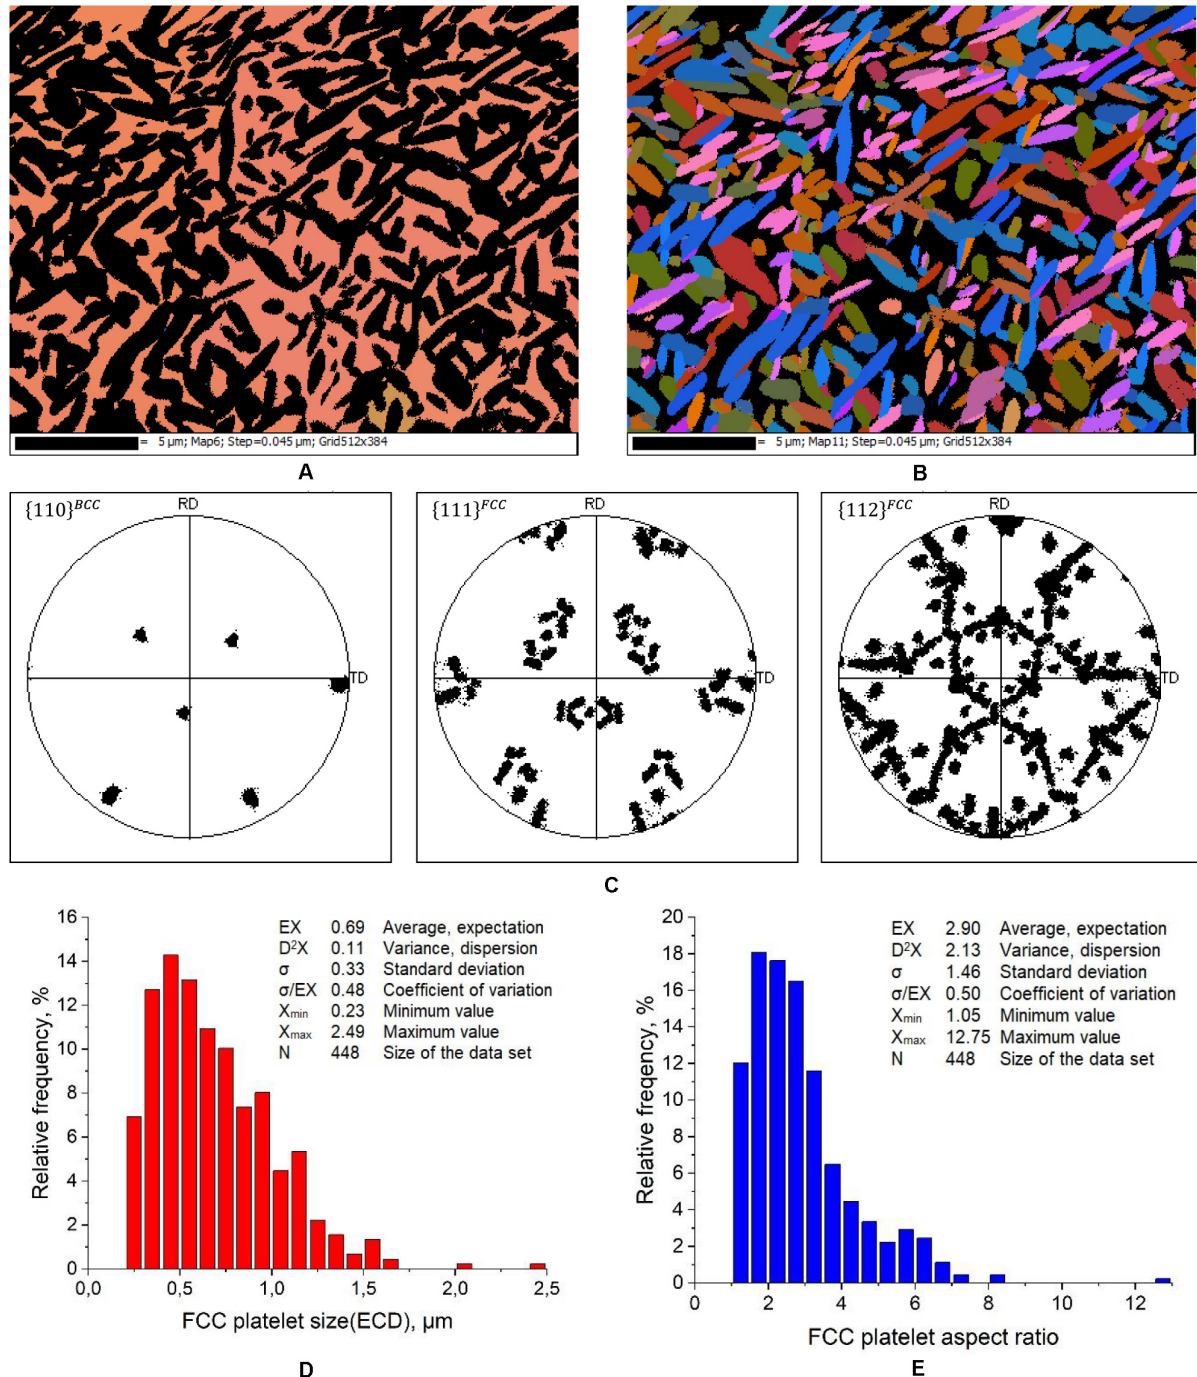 = 5 µm; Map6; Step=0.045 µm; Grid512x384
= 5 µm; Map11; Step=0.045 µm; Grid512x384
A
B
{110}ᴮᶜᶜ
RD
TD
{111}ᶠᶜᶜ
RD
TD
{112}ᶠᶜᶜ
RD
TD
C
EX 0.69 Average, expectation
D²X 0.11 Variance, dispersion
σ 0.33 Standard deviation
σ/EX 0.48 Coefficient of variation
Xmin 0.23 Minimum value
Xmax 2.49 Maximum value
N 448 Size of the data set
Relative frequency, %
16
14
12
10
8
6
4
2
0
0,0 0,5 1,0 1,5 2,0 2,5
FCC platelet size(ECD), µm
D
EX 2.90 Average, expectation
D²X 2.13 Variance, dispersion
σ 1.46 Standard deviation
σ/EX 0.50 Coefficient of variation
Xmin 1.05 Minimum value
Xmax 12.75 Maximum value
N 448 Size of the data set
Relative freqency, %
20
18
16
14
12
10
8
6
4
2
0
0 2 4 6 8 10 12
FCC platelet aspect ratio
E